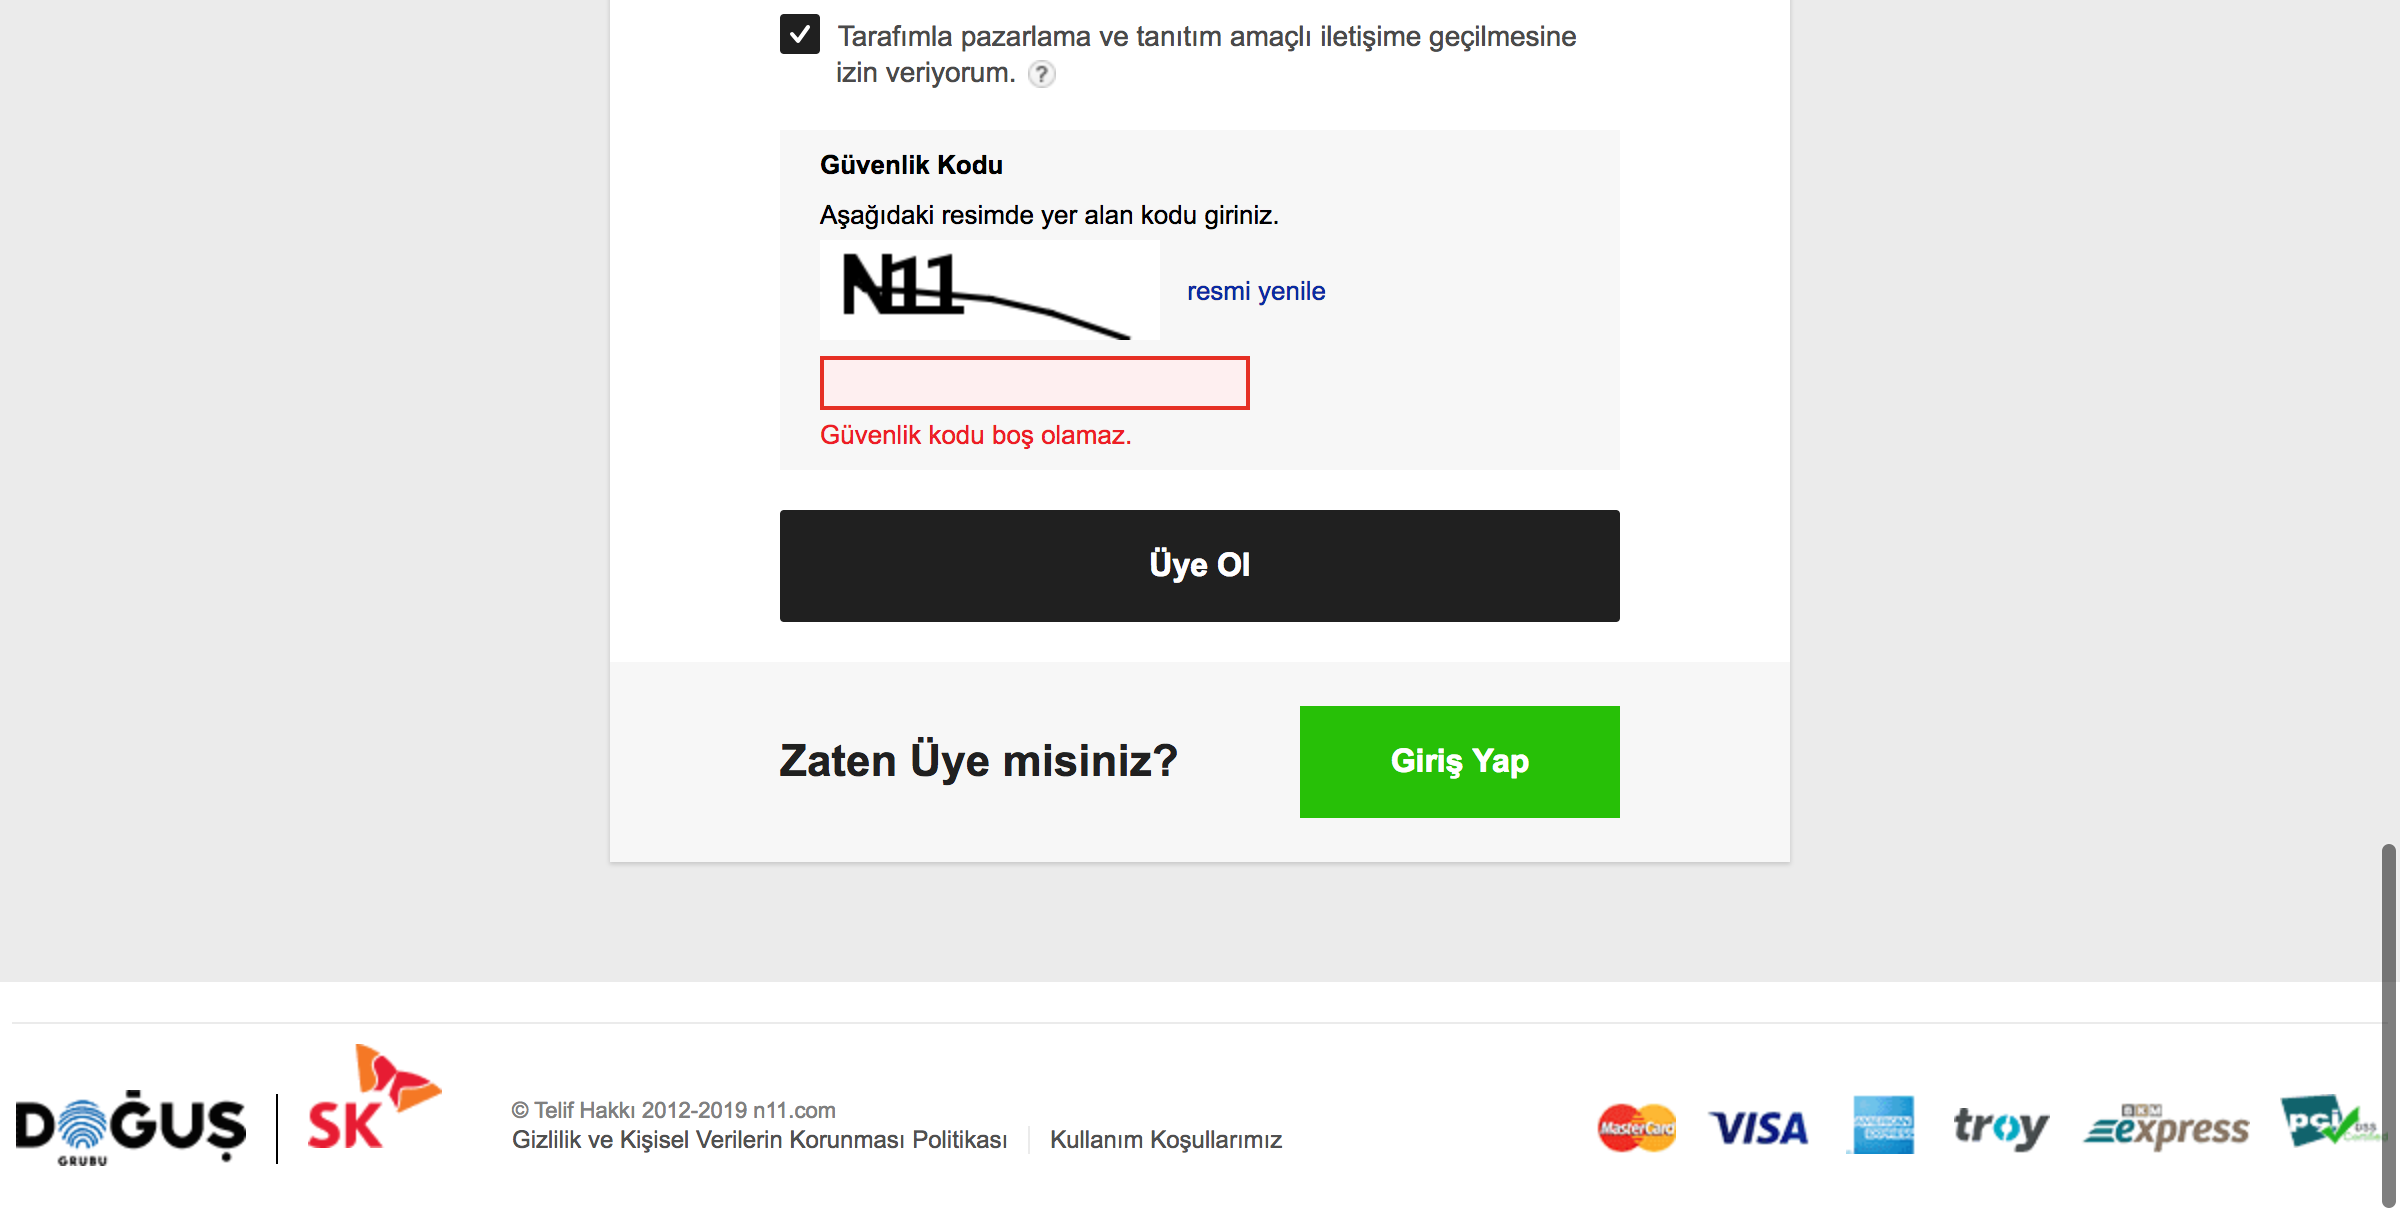 Tarafımla pazarlama ve tanıtım amaçlı iletişime geçilmesine
izin veriyorum. ?
Güvenlik Kodu
Aşağıdaki resimde yer alan kodu giriniz.
N11
resmi yenile
Güvenlik kodu boş olamaz.
Üye Ol
Zaten Üye misiniz?
Giriş Yap
DOĞUŞ
GRUBU
SK
© Telif Hakkı 2012-2019 n11.com
Gizlilik ve Kişisel Verilerin Korunması Politikası
Kullanım Koşullarımız
MasterCard
VISA
AMERICAN
EXPRESS
troy
BKM
express
pci
DSS
Certified